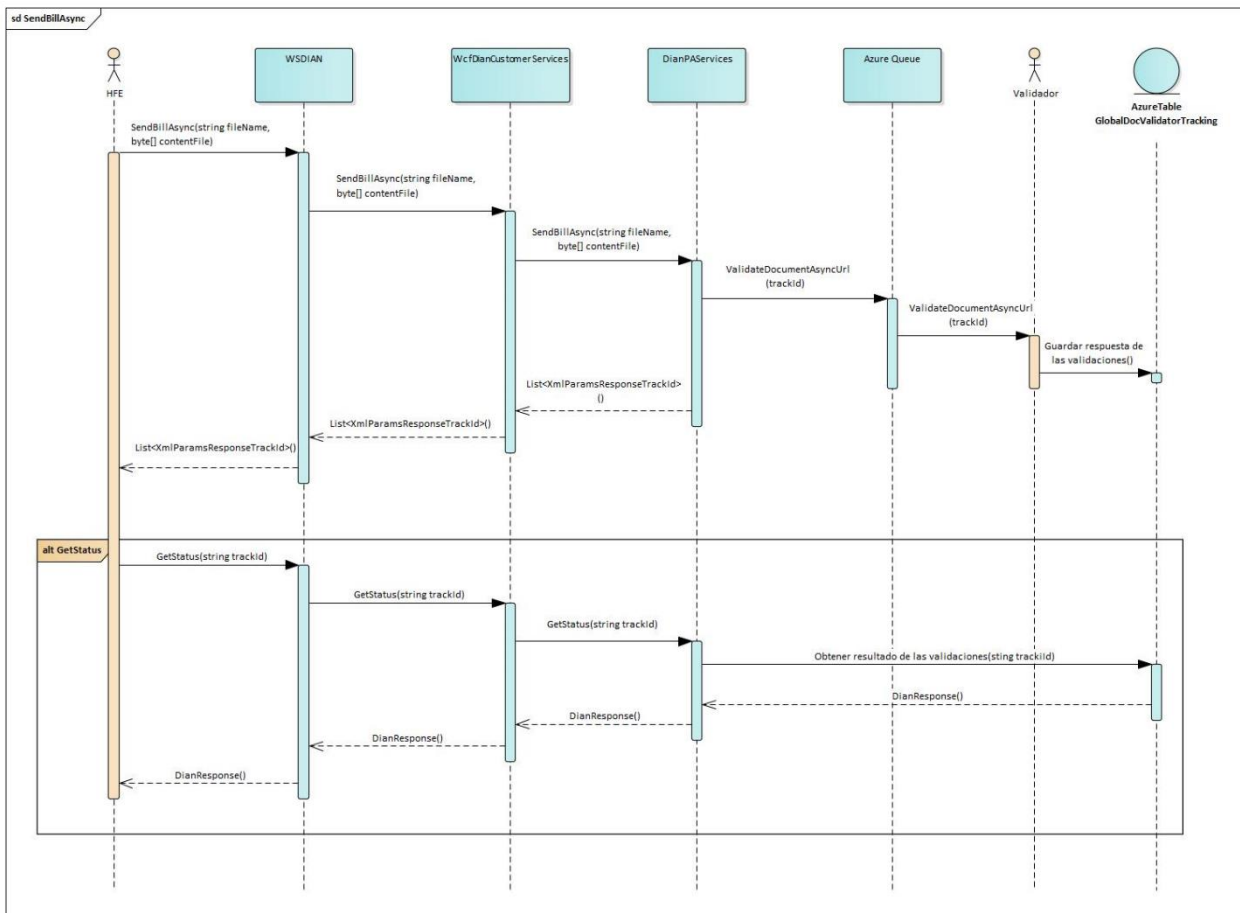 sd SendBillAsync
HFE
WSDIAN
WcfDianCustomerServices
DianPAServices
Azure Queue
Validador
AzureTable
GlobalDocValidatorTracking
SendBillAsync(string fileName,
byte[] contentFile)
SendBillAsync(string fileName,
byte[] contentFile)
SendBillAsync(string fileName,
byte[] contentFile)
ValidateDocumentAsyncUrl
(trackId)
ValidateDocumentAsyncUrl
(trackId)
Guardar respuesta de
las validaciones()
List<XmlParamsResponseTrackId>
()
List<XmlParamsResponseTrackId>()
List<XmlParamsResponseTrackId>()
alt GetStatus
GetStatus(string trackId)
GetStatus(string trackId)
GetStatus(string trackId)
Obtener resultado de las validaciones(sting trackiId)
DianResponse()
DianResponse()
DianResponse()
DianResponse()